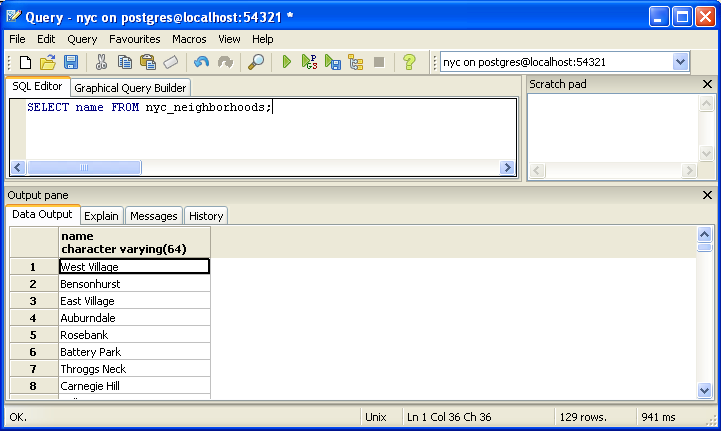 Query - nyc on postgres@localhost:54321 *
File Edit Query Favourites Macros View Help
nyc on postgres@localhost:54321
SQL Editor Graphical Query Builder
Scratch pad
SELECT name FROM nyc_neighborhoods;
Output pane
Data Output Explain Messages History
name
character varying(64)
1 West Village
2 Bensonhurst
3 East Village
4 Auburndale
5 Rosebank
6 Battery Park
7 Throggs Neck
8 Carnegie Hill
OK. Unix Ln 1 Col 36 Ch 36 129 rows. 941 ms